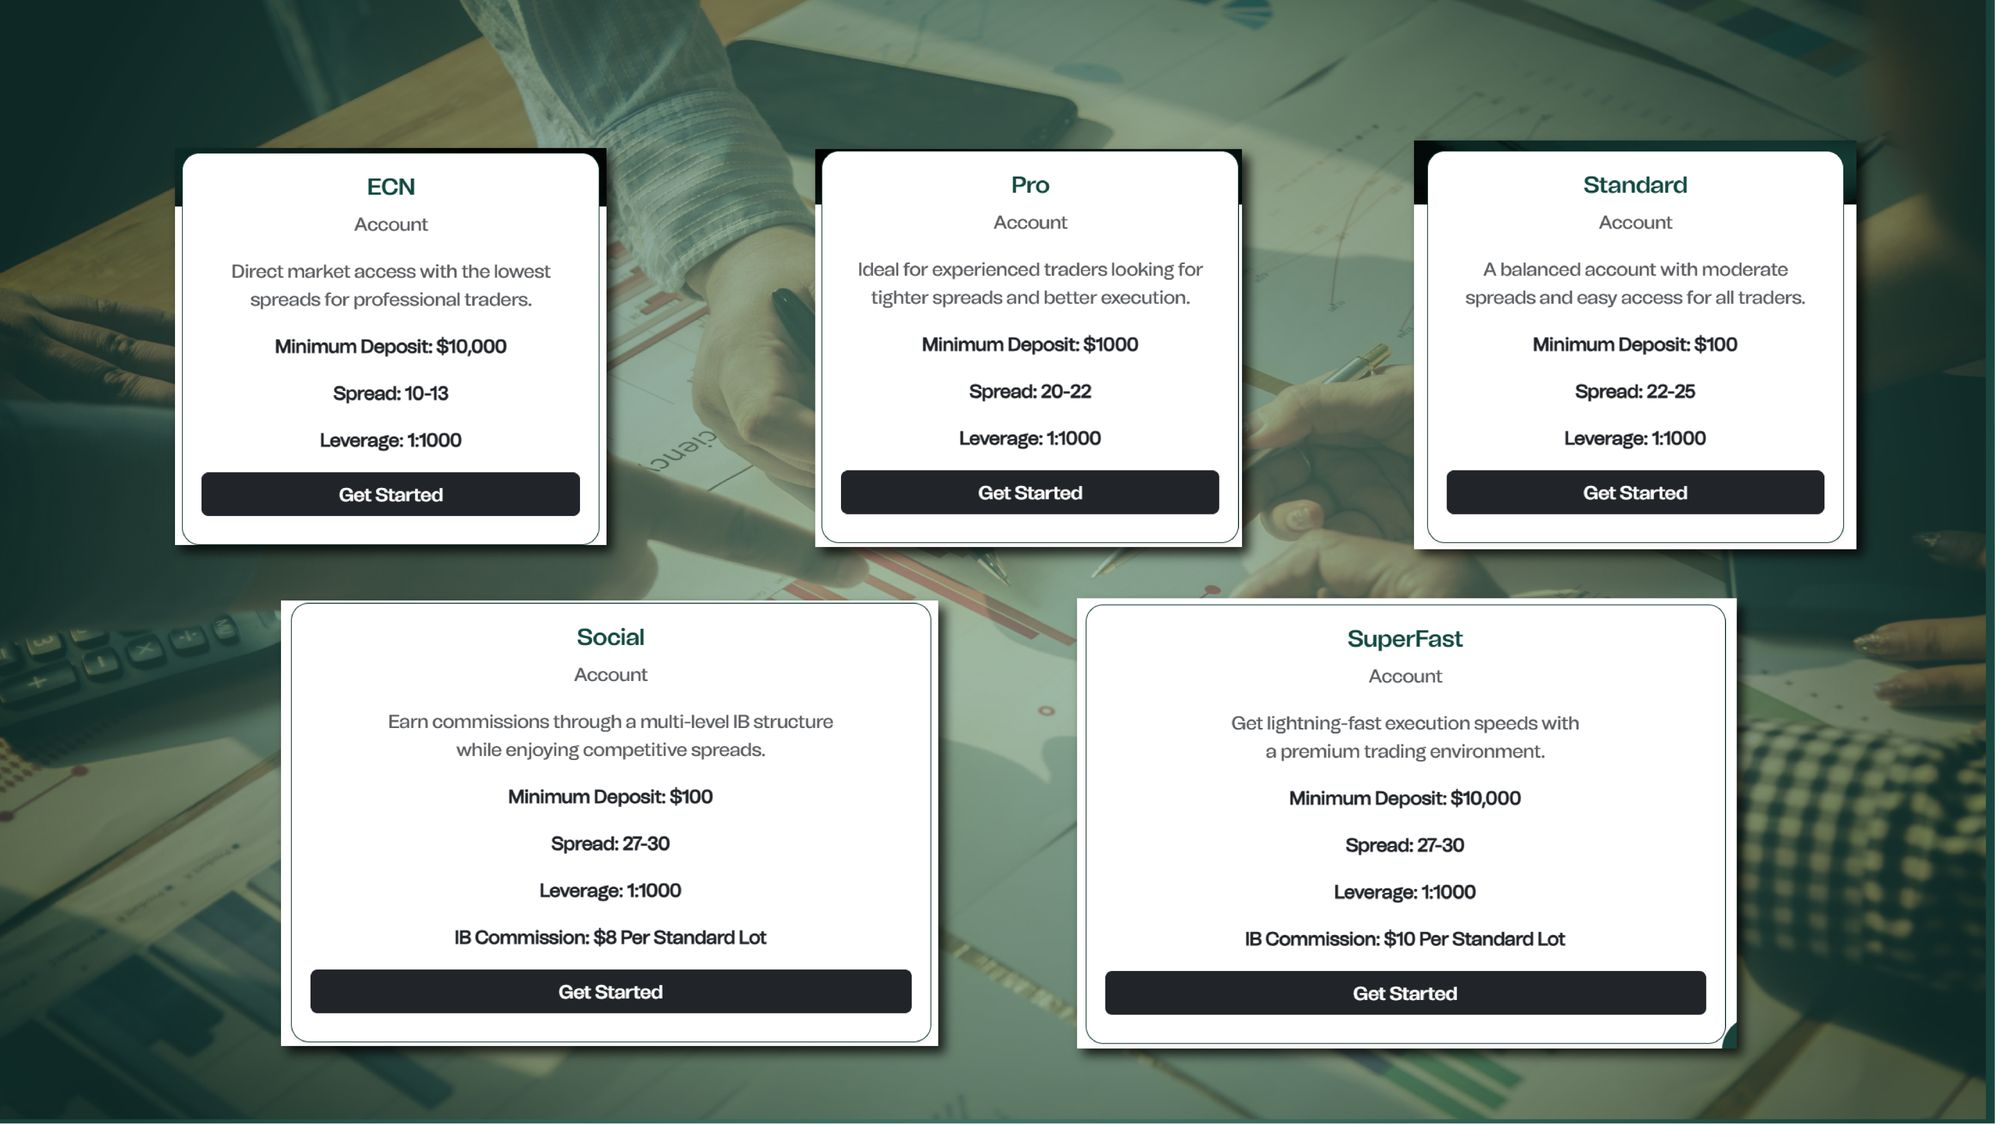 ECN
Account
Direct market access with the lowest
spreads for professional traders.
Minimum Deposit: $10,000
Spread: 10-13
Leverage: 1:1000
Get Started
Pro
Account
Ideal for experienced traders looking for
tighter spreads and better execution.
Minimum Deposit: $1000
Spread: 20-22
Leverage: 1:1000
Get Started
Standard
Account
A balanced account with moderate
spreads and easy access for all traders.
Minimum Deposit: $100
Spread: 22-25
Leverage: 1:1000
Get Started
Social
Account
Earn commissions through a multi-level IB structure
while enjoying competitive spreads.
Minimum Deposit: $100
Spread: 27-30
Leverage: 1:1000
IB Commission: $8 Per Standard Lot
Get Started
SuperFast
Account
Get lightning-fast execution speeds with
a premium trading environment.
Minimum Deposit: $10,000
Spread: 27-30
Leverage: 1:1000
IB Commission: $10 Per Standard Lot
Get Started